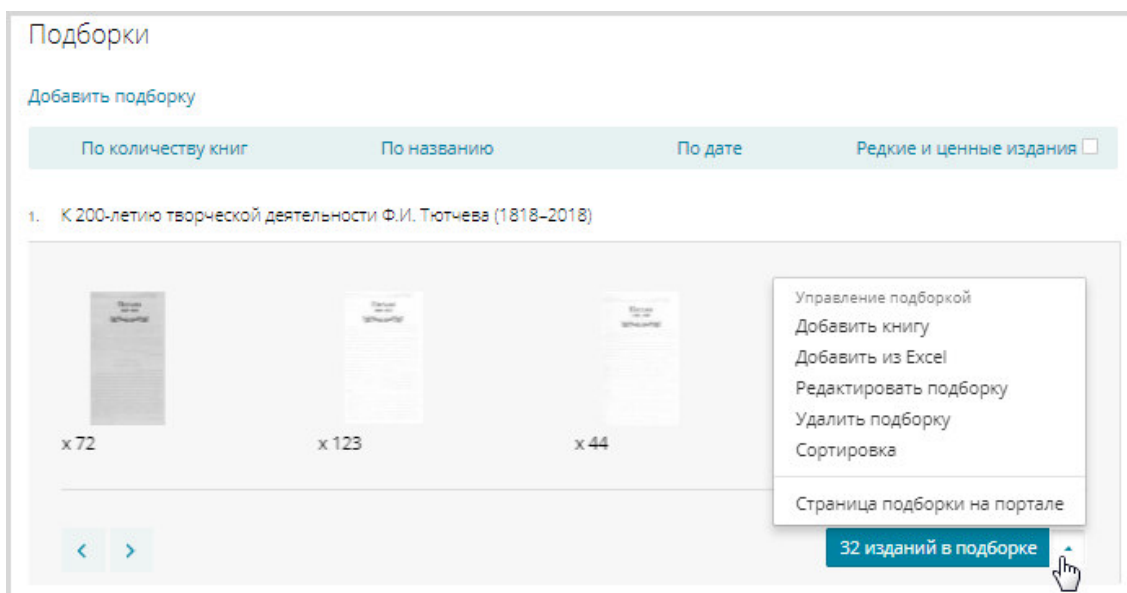 Подборки
Добавить подборку
По количеству книг По названию По дате Редкие и ценные издания
1. К 200-летию творческой деятельности Ф.И. Тютчева (1818–2018)
Управление подборкой
Добавить книгу
Добавить из Excel
Редактировать подборку
Удалить подборку
Сортировка
Страница подборки на портале
x 72 x 123 x 44
32 изданий в подборке